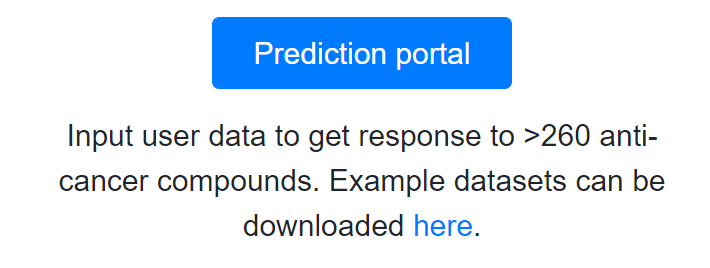 Prediction portal
Input user data to get response to >260 anti-
cancer compounds. Example datasets can be
downloaded here.